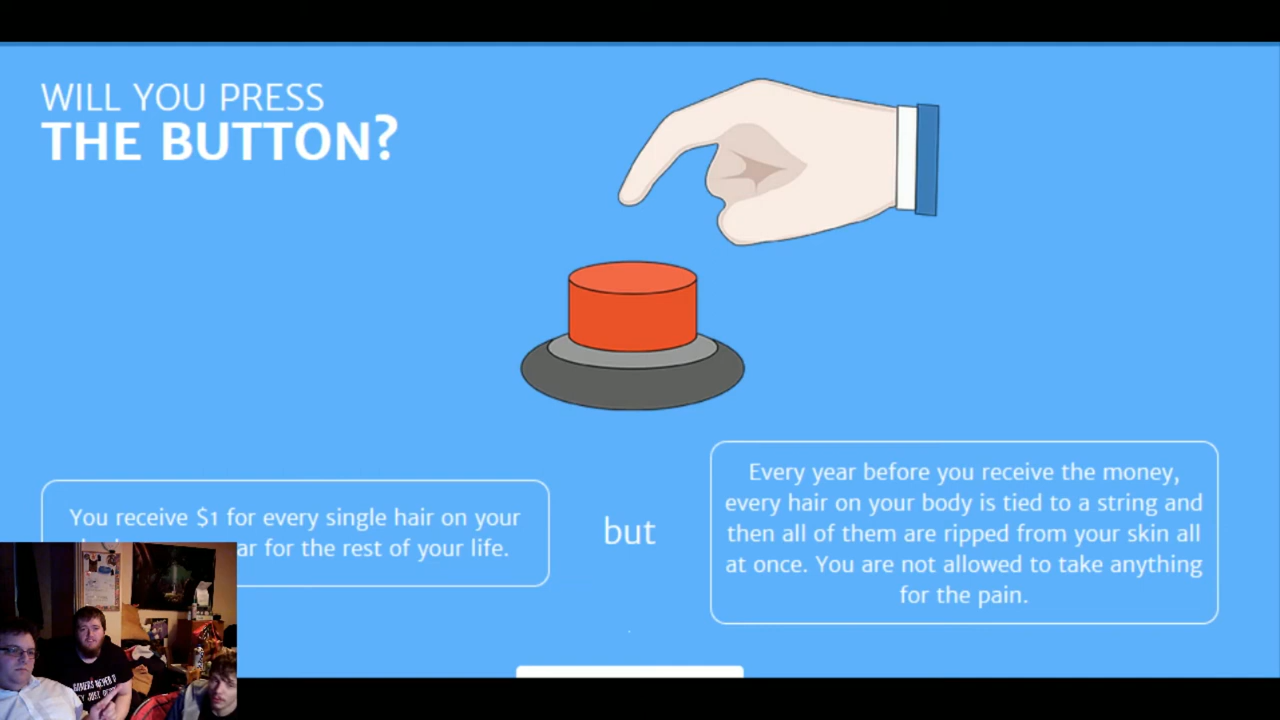 WILL YOU PRESS
THE BUTTON?
You receive $1 for every single hair on your
for the rest of your life.
but
Every year before you receive the money,
every hair on your body is tied to a string and
then all of them are ripped from your skin all
at once. You are not allowed to take anything
for the pain.